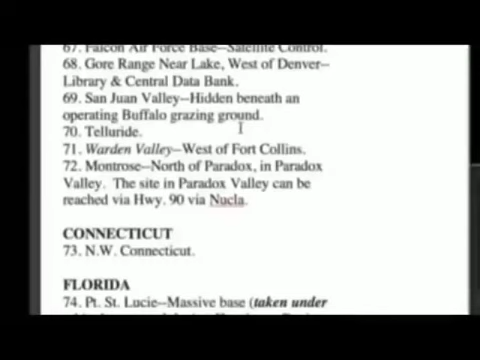 67. Falcon Air Force Base--Satellite Control.
68. Gore Range Near Lake, West of Denver--
Library & Central Data Bank.
69. San Juan Valley--Hidden beneath an
operating Buffalo grazing ground.
70. Telluride.
71. Warden Valley--West of Fort Collins.
72. Montrose--North of Paradox, in Paradox
Valley. The site in Paradox Valley can be
reached via Hwy. 90 via Nucla.
CONNECTICUT
73. N.W. Connecticut.
FLORIDA
74. Pt. St. Lucie--Massive base (taken under